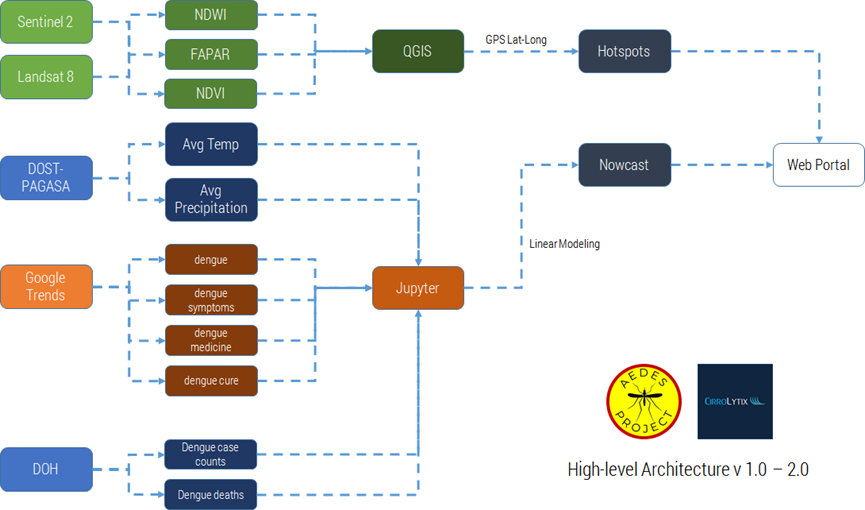 Sentinel 2
Landsat 8
NDWI
FAPAR
NDVI
QGIS
GPS Lat-Long
Hotspots
DOST-
PAGASA
Avg Temp
Avg
Precipitation
Nowcast
Web Portal
Linear Modeling
Google
Trends
dengue
dengue
symptoms
dengue
medicine
dengue cure
Jupyter
DOH
Dengue case
counts
Dengue deaths
AEDES
PROJECT
CIRROLYTIX
High-level Architecture v 1.0 – 2.0